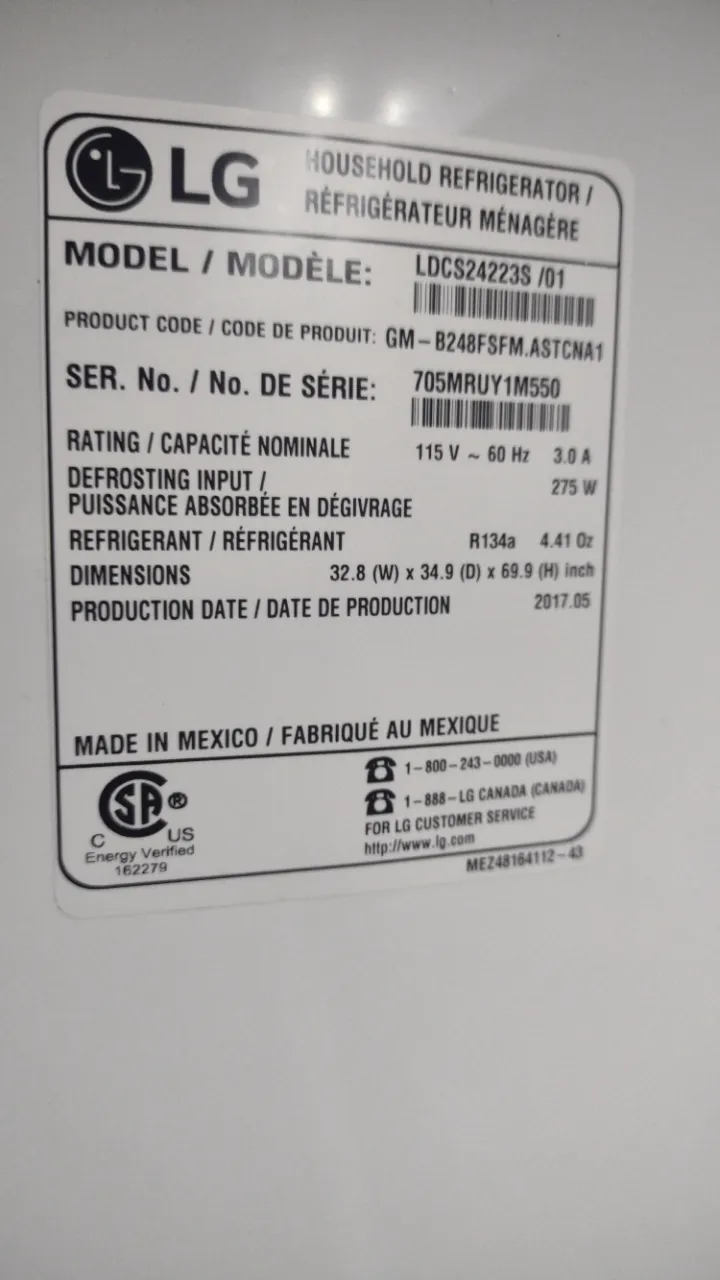 LG
HOUSEHOLD REFRIGERATOR /
RÉFRIGÉRATEUR MÉNAGÈRE
MODEL / MODÈLE: LDCS24223S /01
PRODUCT CODE / CODE DE PRODUIT: GM-B248FSFM.ASTCNA1
SER. No. / No. DE SÉRIE: 705MRUY1M550
RATING / CAPACITÉ NOMINALE 115 V ~ 60 Hz 3.0 A
DEFROSTING INPUT /
PUISSANCE ABSORBÉE EN DÉGIVRAGE 275 W
REFRIGERANT / RÉFRIGÉRANT R134a 4.41 Oz
DIMENSIONS 32.8 (W) x 34.9 (D) x 69.9 (H) inch
PRODUCTION DATE / DATE DE PRODUCTION 2017.05
MADE IN MEXICO / FABRIQUÉ AU MEXIQUE
SA ®
C US
Energy Verified
162279
1-800-243-0000 (USA)
1-888-LG CANADA (CANADA)
FOR LG CUSTOMER SERVICE
http://www.lg.com
MEZ48164112-43